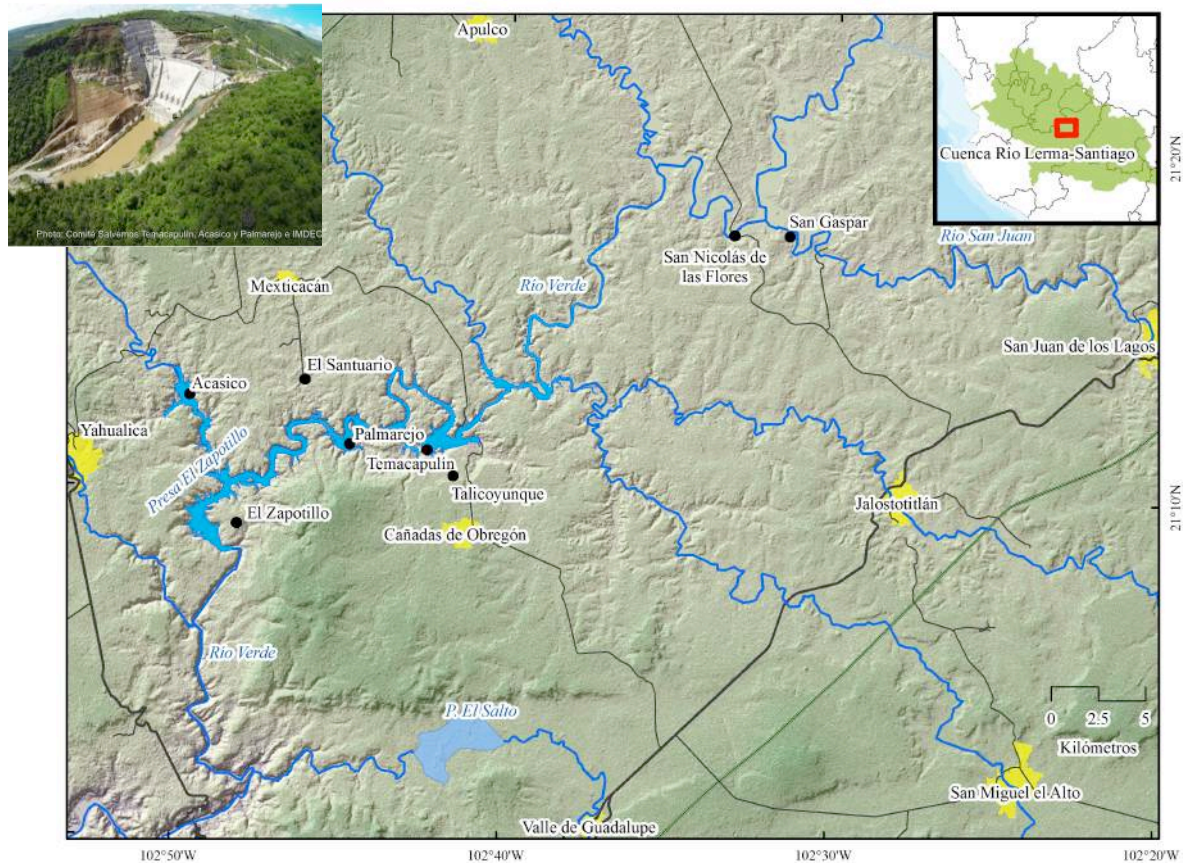 Photo: Comité Salvemos Temacapulín, Acasico y Palmarejo e IMDEC
Apulco
Cuenca Río Lerma-Santiago
21°20'N
San Gaspar
San Nicolás de
las Flores
Río San Juan
Mexticacán
Río Verde
San Juan de los Lagos
El Santuario
Acasico
Yahualica
Palmarejo
Temacapulín
Presa El Zapotillo
Talicoyunque
Jalostotitlán
21°10'N
El Zapotillo
Cañadas de Obregón
Río Verde
P. El Salto
0 2.5 5
Kilómetros
San Miguel el Alto
Valle de Guadalupe
102°50'W 102°40'W 102°30'W 102°20'W